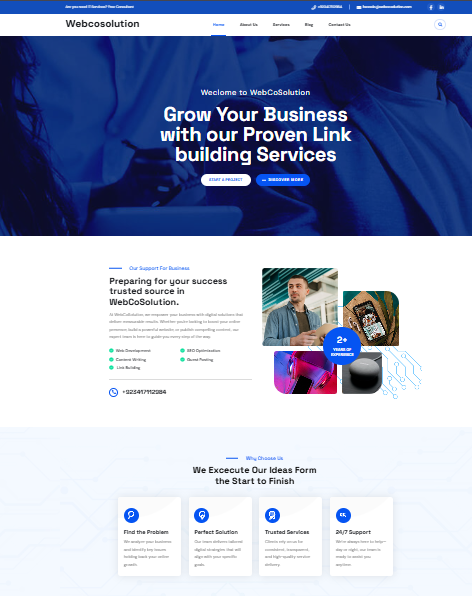 Are you need IT Services? Your Consultant
+923417112984
Webcosolution
Home
About Us
Services
Blog
Contact Us
Welcome to WebCoSolution
Grow Your Business
with our Proven Link
building Services
START A PROJECT
DISCOVER MORE
Our Support For Business
Preparing for your success
trusted source in
WebCoSolution.
At WebCoSolution, we empower your business with digital solutions that
deliver measurable results. Whether you're looking to boost your online
presence, build a powerful website, or publish compelling content, our
expert team is here to guide you every step of the way.
Web Development
SEO Optimization
Content Writing
Guest Posting
Link Building
+923417112984
2+
YEARS OF
EXPERIENCE
Why Choose Us
We Excecute Our Ideas Form
the Start to Finish
Find the Problem
We analyze your business
and identify key issues
holding back your online
growth.
Perfect Solution
Our team delivers tailored
digital strategies that will
align with your specific
goals.
Trusted Services
Clients rely on us for
consistent, transparent,
and high-quality service
delivery.
24/7 Support
We're always here to help—
day or night, our team is
ready to assist you
anytime.